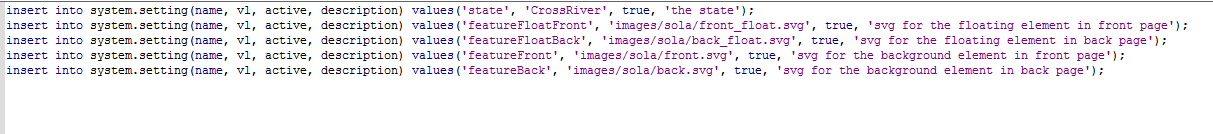 insert into system.setting(name, vl, active, description) values('state', 'CrossRiver', true, 'the state');
insert into system.setting(name, vl, active, description) values('featureFloatFront', 'images/sola/front_float.svg', true, 'svg for the floating element in front page');
insert into system.setting(name, vl, active, description) values('featureFloatBack', 'images/sola/back_float.svg', true, 'svg for the floating element in back page');
insert into system.setting(name, vl, active, description) values('featureFront', 'images/sola/front.svg', true, 'svg for the background element in front page');
insert into system.setting(name, vl, active, description) values('featureBack', 'images/sola/back.svg', true, 'svg for the background element in back page');